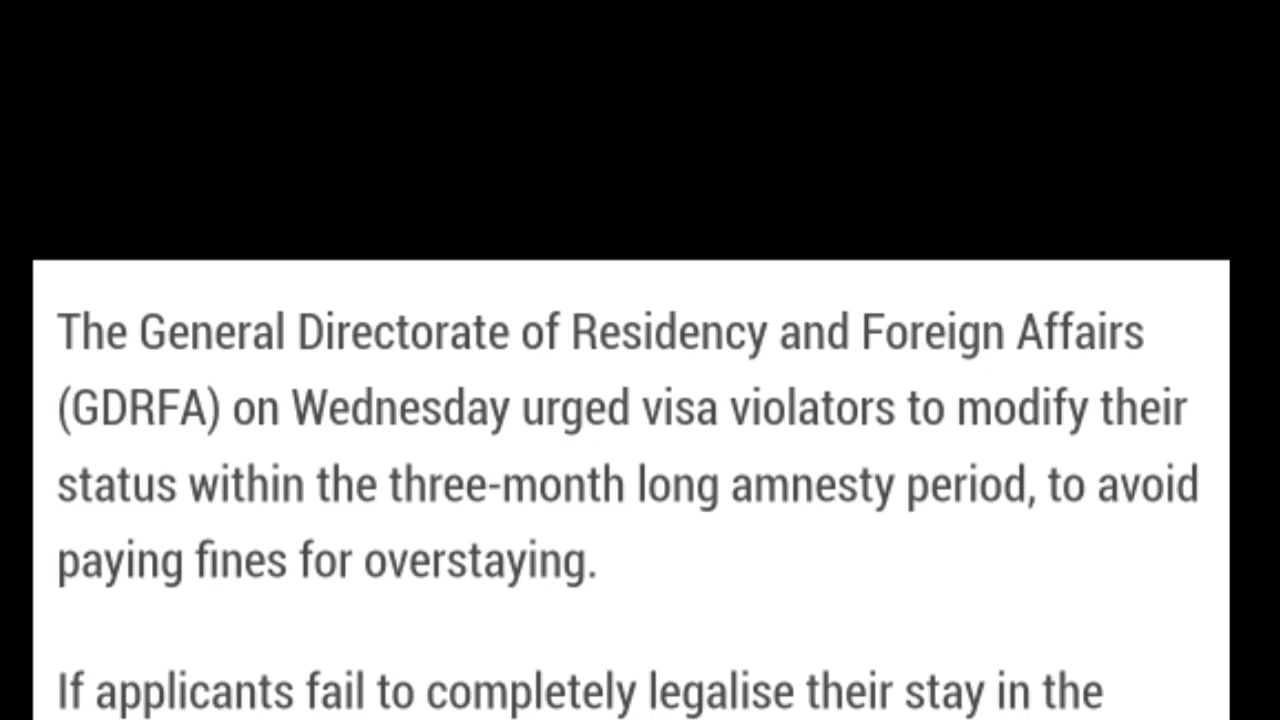 The General Directorate of Residency and Foreign Affairs
(GDRFA) on Wednesday urged visa violators to modify their
status within the three-month long amnesty period, to avoid
paying fines for overstaying.
If applicants fail to completely legalise their stay in the